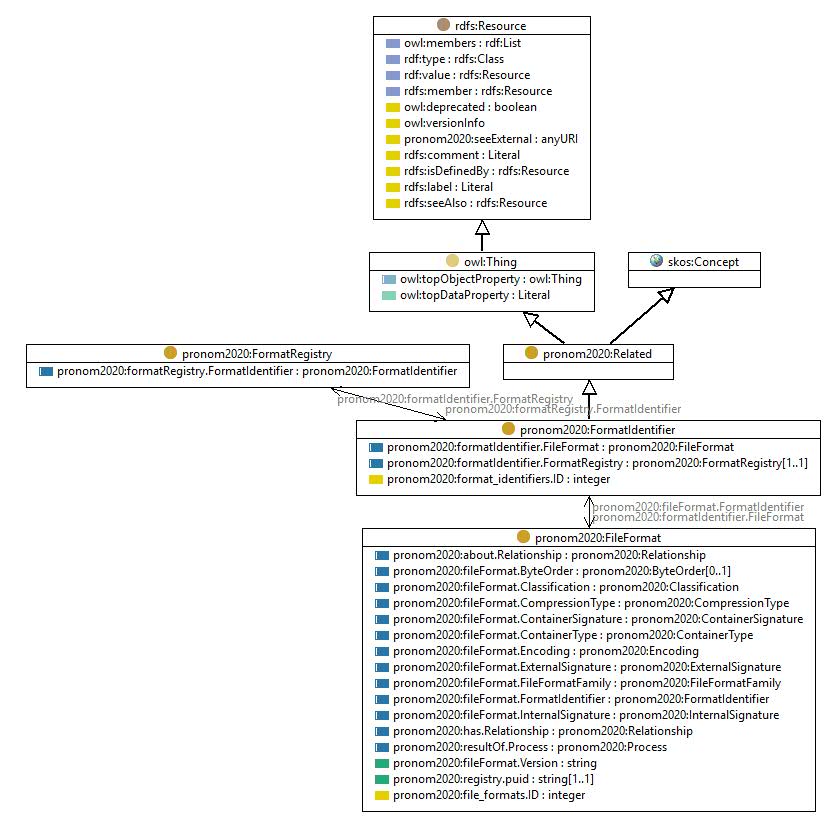 rdfs:Resource
owl:members : rdf:List
rdf:type : rdfs:Class
rdf:value : rdfs:Resource
rdfs:member : rdfs:Resource
owl:deprecated : boolean
owl:versionInfo
pronom2020:seeExternal : anyURI
rdfs:comment : Literal
rdfs:isDefinedBy : rdfs:Resource
rdfs:label : Literal
rdfs:seeAlso : rdfs:Resource
owl:Thing
owl:topObjectProperty : owl:Thing
owl:topDataProperty : Literal
skos:Concept
pronom2020:FormatRegistry
pronom2020:formatRegistry.FormatIdentifier : pronom2020:FormatIdentifier
pronom2020:Related
pronom2020:formatIdentifier.FormatRegistry
pronom2020:formatRegistry.FormatIdentifier
pronom2020:FormatIdentifier
pronom2020:formatIdentifier.FileFormat : pronom2020:FileFormat
pronom2020:formatIdentifier.FormatRegistry : pronom2020:FormatRegistry[1..1]
pronom2020:format_identifiers.ID : integer
pronom2020:fileFormat.FormatIdentifier
pronom2020:formatIdentifier.FileFormat
pronom2020:FileFormat
pronom2020:about.Relationship : pronom2020:Relationship
pronom2020:fileFormat.ByteOrder : pronom2020:ByteOrder[0..1]
pronom2020:fileFormat.Classification : pronom2020:Classification
pronom2020:fileFormat.CompressionType : pronom2020:CompressionType
pronom2020:fileFormat.ContainerSignature : pronom2020:ContainerSignature
pronom2020:fileFormat.ContainerType : pronom2020:ContainerType
pronom2020:fileFormat.Encoding : pronom2020:Encoding
pronom2020:fileFormat.ExternalSignature : pronom2020:ExternalSignature
pronom2020:fileFormat.FileFormatFamily : pronom2020:FileFormatFamily
pronom2020:fileFormat.FormatIdentifier : pronom2020:FormatIdentifier
pronom2020:fileFormat.InternalSignature : pronom2020:InternalSignature
pronom2020:has.Relationship : pronom2020:Relationship
pronom2020:resultOf.Process : pronom2020:Process
pronom2020:fileFormat.Version : string
pronom2020:registry.puid : string[1..1]
pronom2020:file_formats.ID : integer